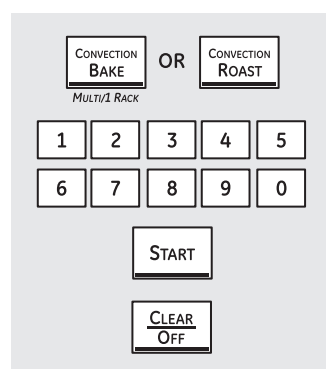 CONVECTION BAKE OR CONVECTION ROAST
MULTI/1 RACK
1 2 3 4 5
6 7 8 9 0
START
CLEAR
OFF